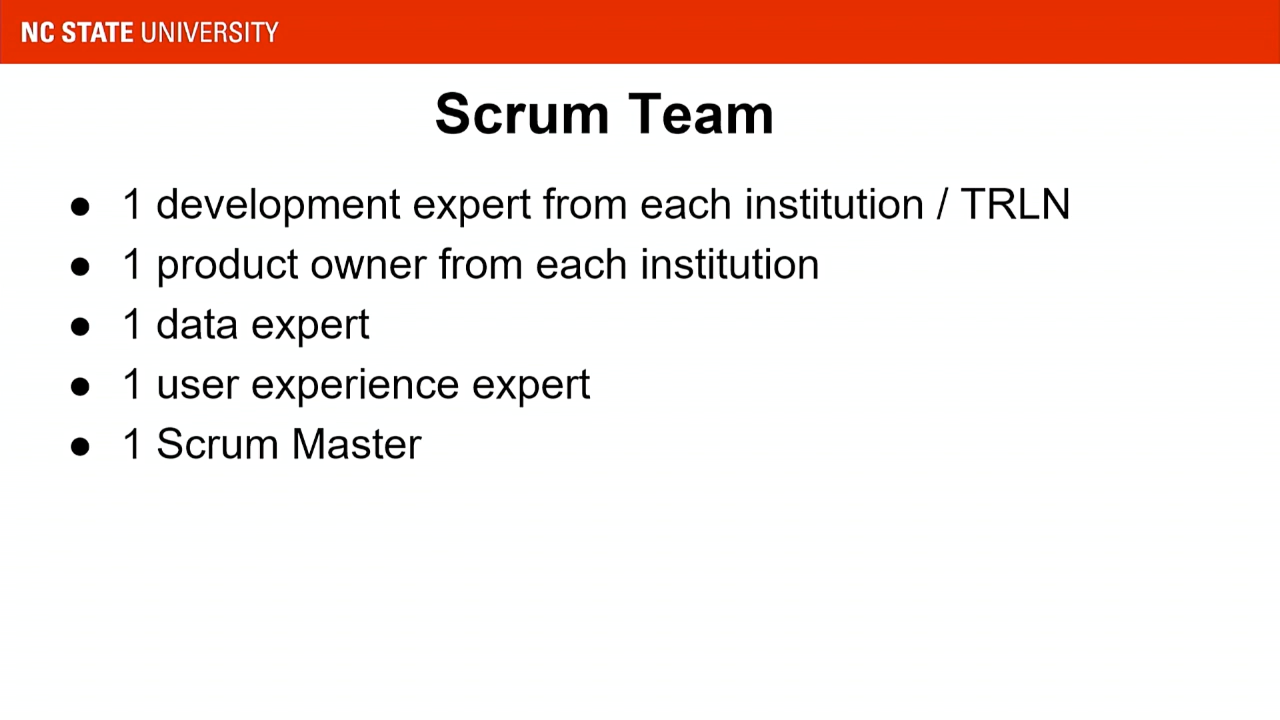 NC STATE UNIVERSITY
Scrum Team
● 1 development expert from each institution / TRLN
● 1 product owner from each institution
● 1 data expert
● 1 user experience expert
● 1 Scrum Master